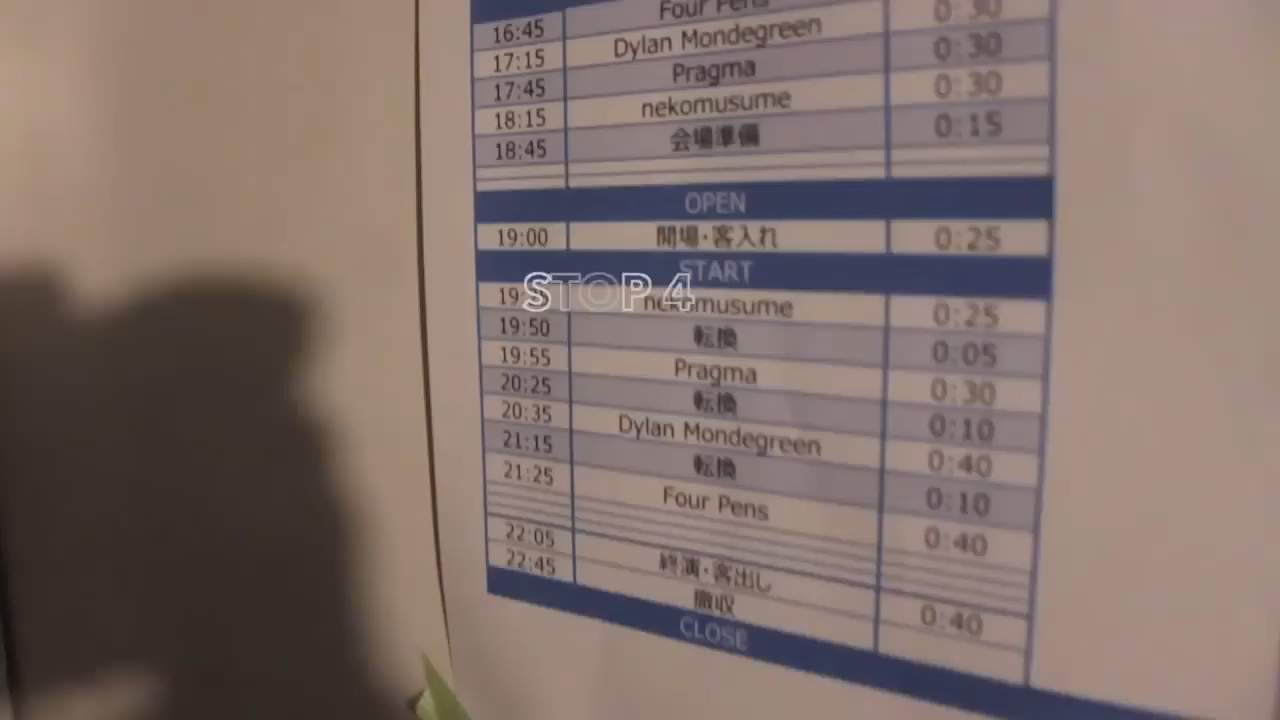 16:45 Four Pens 0:30
17:15 Dylan Mondegreen 0:30
17:45 Pragma 0:30
18:15 nekomusume 0:15
18:45 会場準備
OPEN
19:00 開場・客入れ 0:25
START
STOP 4
19: nekomusume 0:25
19:50 転換 0:05
19:55 Pragma 0:30
20:25 転換 0:10
20:35 Dylan Mondegreen 0:40
21:15 転換 0:10
21:25 Four Pens 0:40
22:05 終演・客出し 0:40
22:45 撤収
CLOSE